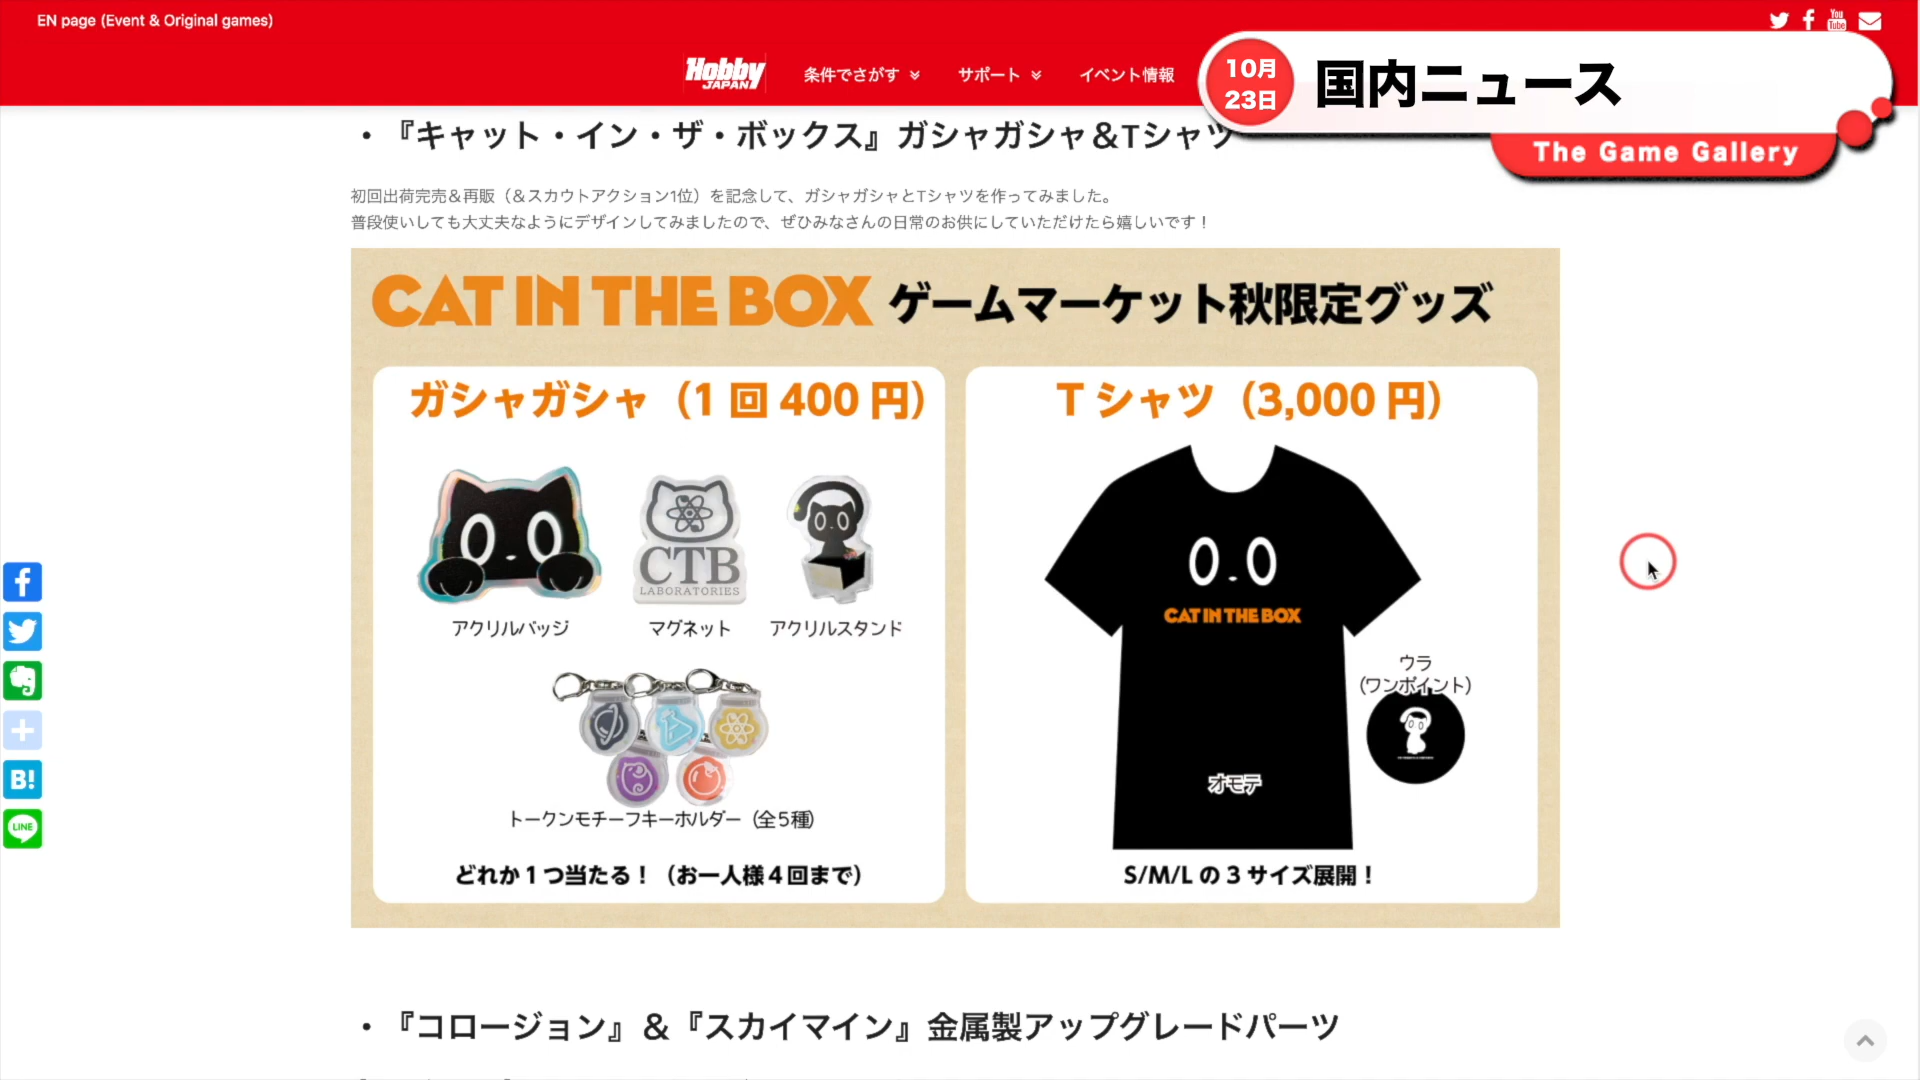 EN page (Event & Original games)
You
Tube
Hobby
JAPAN
条件でさがす
サポート
イベント情報
10月
23日
国内ニュース
The Game Gallery
・『キャット・イン・ザ・ボックス』ガシャガシャ&Tシャツ
初回出荷完売&再販（&スカウトアクション1位）を記念して、ガシャガシャとTシャツを作ってみました。
普段使いしても大丈夫なようにデザインしてみましたので、ぜひみなさんの日常のお供にしていただけたら嬉しいです！
CAT IN THE BOX ゲームマーケット秋限定グッズ
ガシャガシャ（1回400円）
CTB
LABORATORIES
アクリルバッジ
マグネット
アクリルスタンド
トークンモチーフキーホルダー（全5種）
どれか1つ当たる！（お一人様4回まで）
Tシャツ（3,000円）
CAT IN THE BOX
ウラ
（ワンポイント）
オモテ
S/M/Lの3サイズ展開！
B!
LINE
・『コロージョン』&『スカイマイン』金属製アップグレードパーツ